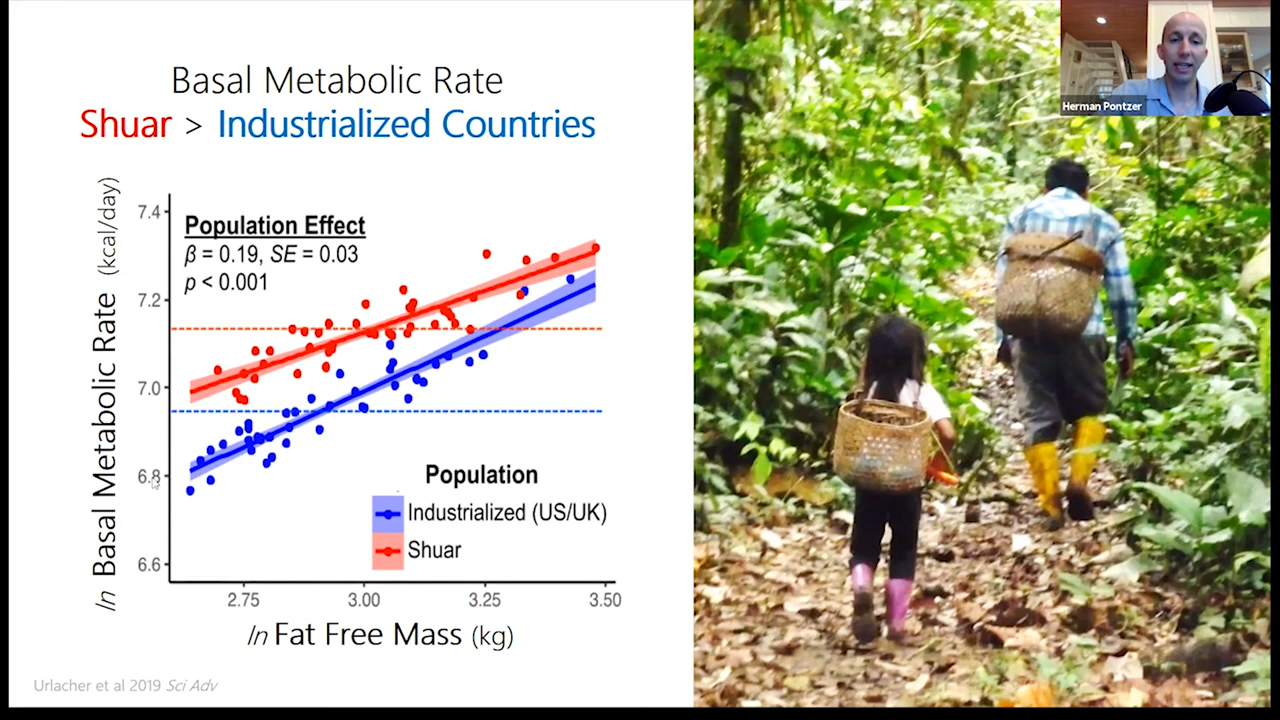 Basal Metabolic Rate
Shuar > Industrialized Countries
ln Basal Metabolic Rate (kcal/day)
7.4
7.2
7.0
6.8
6.6
Population Effect
β = 0.19, SE = 0.03
p < 0.001
Population
Industrialized (US/UK)
Shuar
2.75
3.00
3.25
3.50
ln Fat Free Mass (kg)
Urlacher et al 2019 Sci Adv
Herman Pontzer